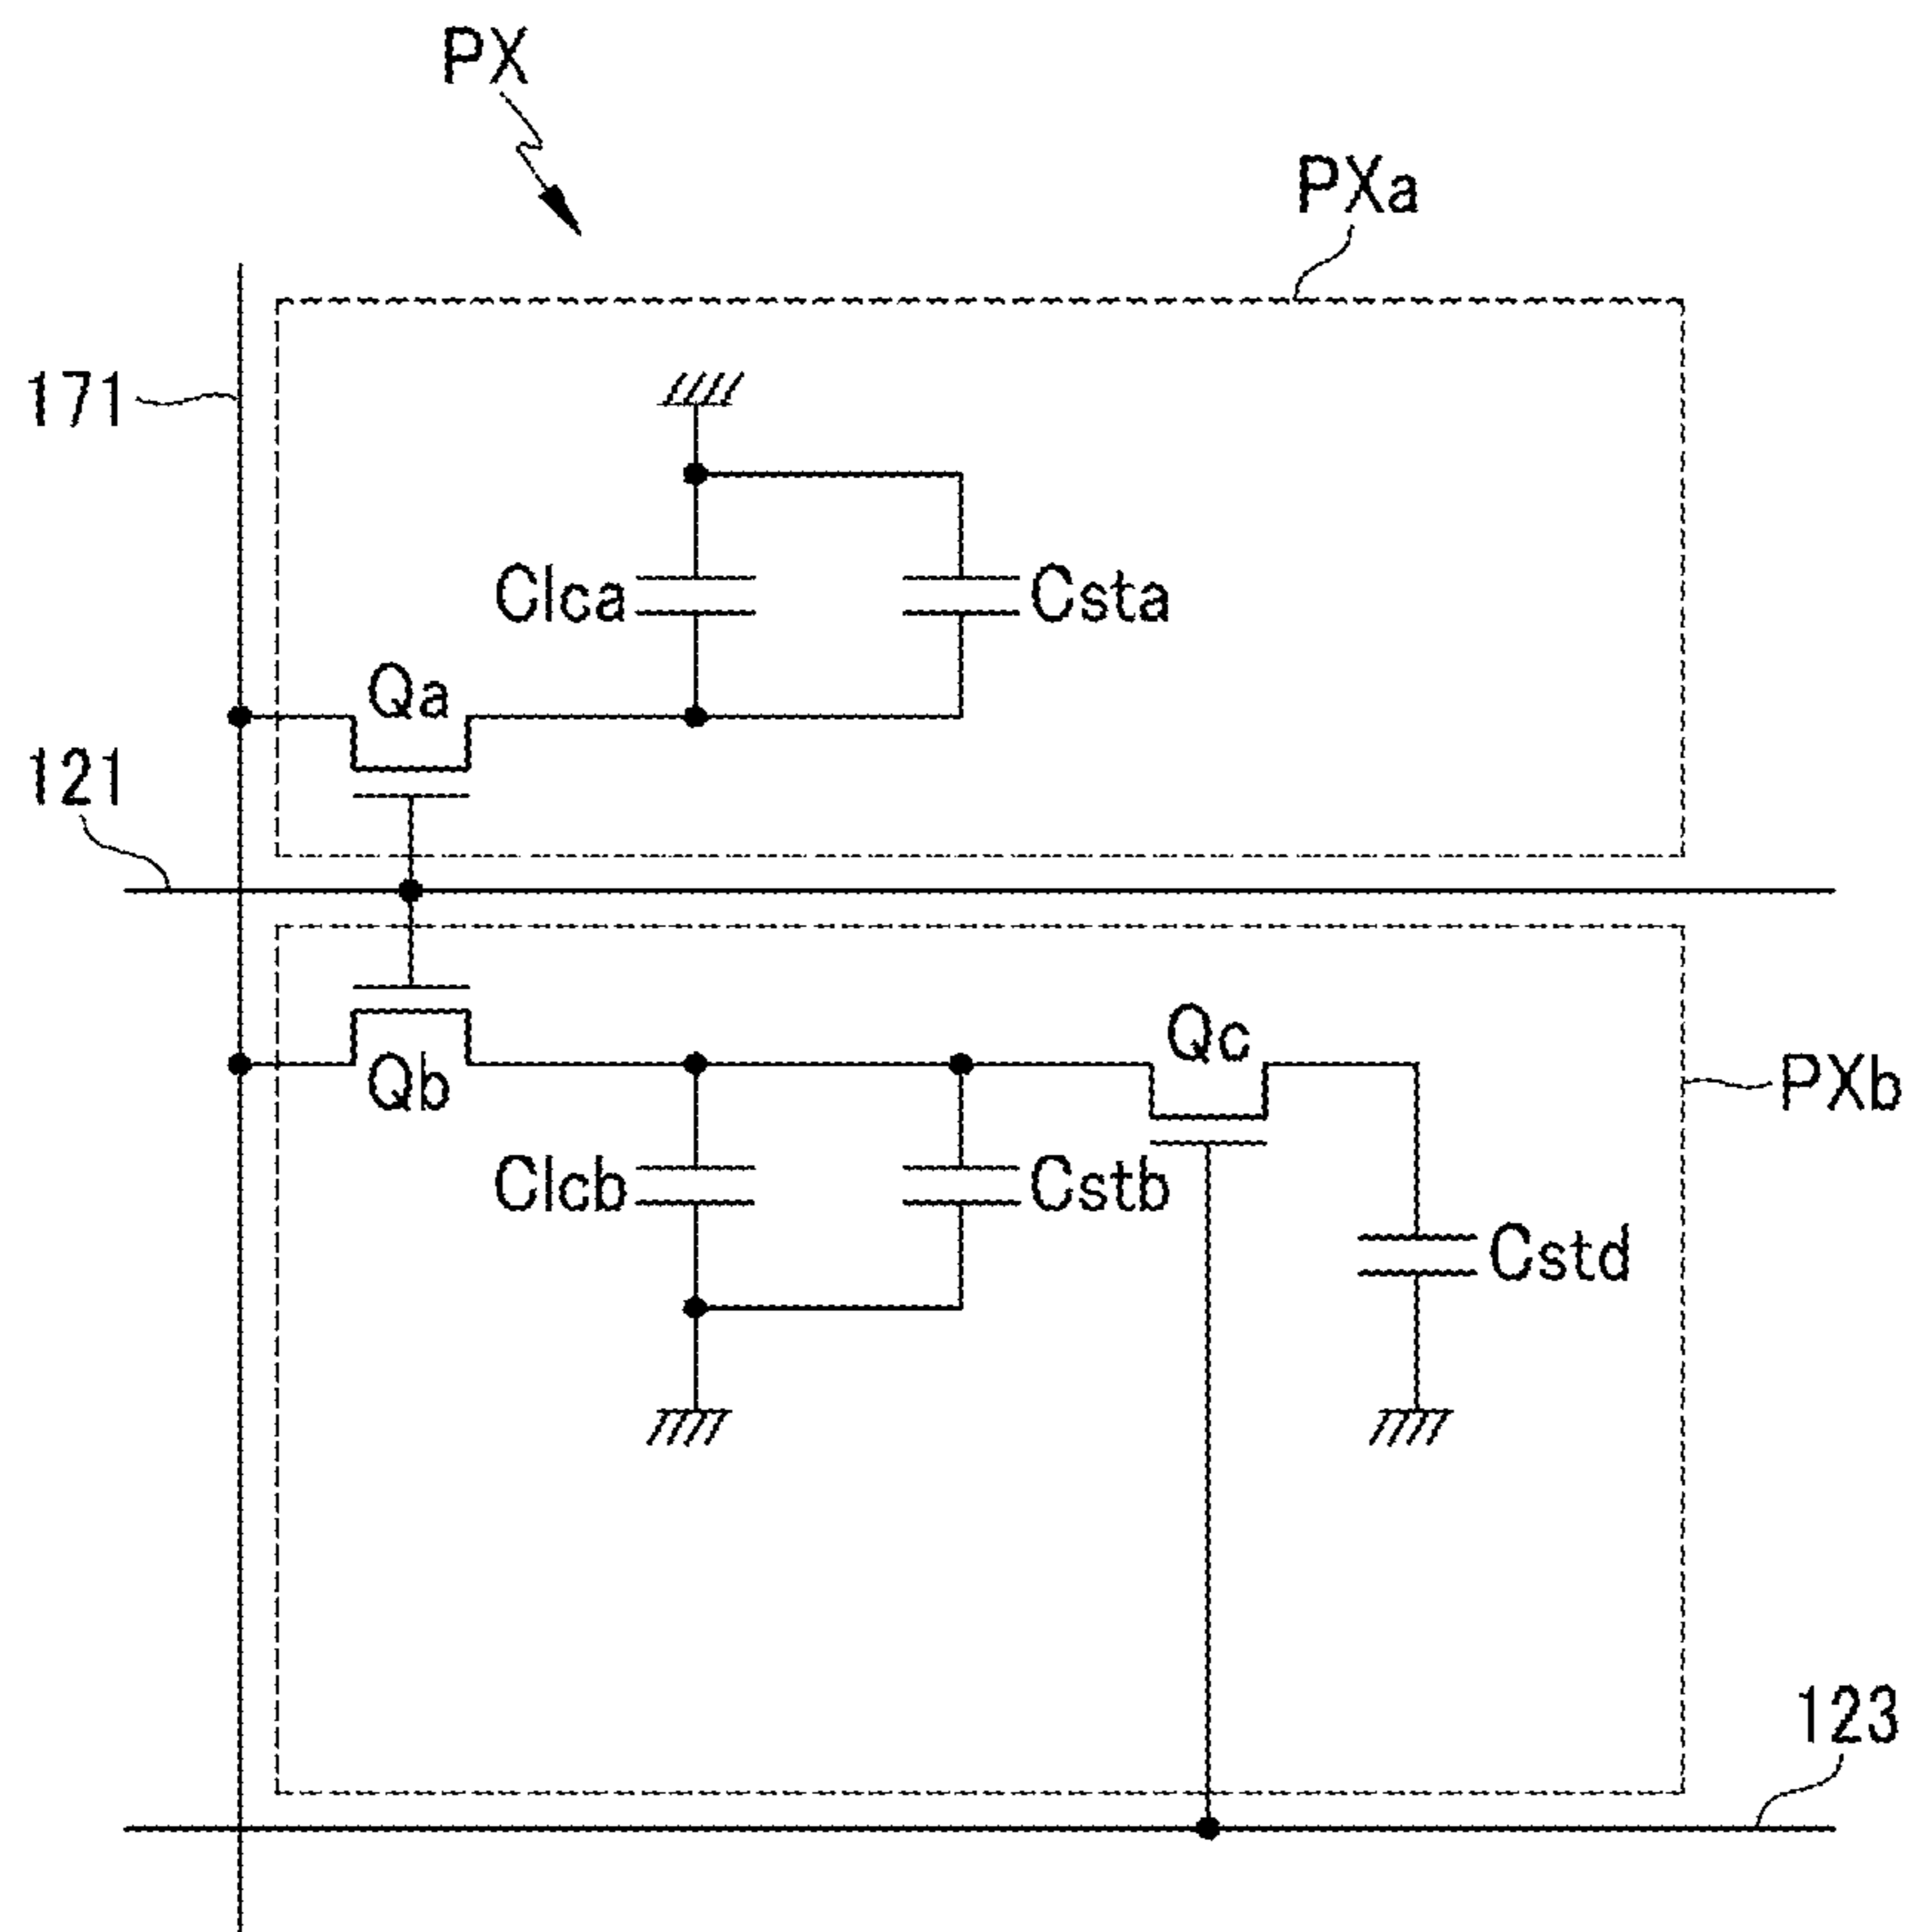 PX
PXa
171
Clca
Csta
Qa
121
Qc
Qb
PXb
Clcb
Cstb
Cstd
123